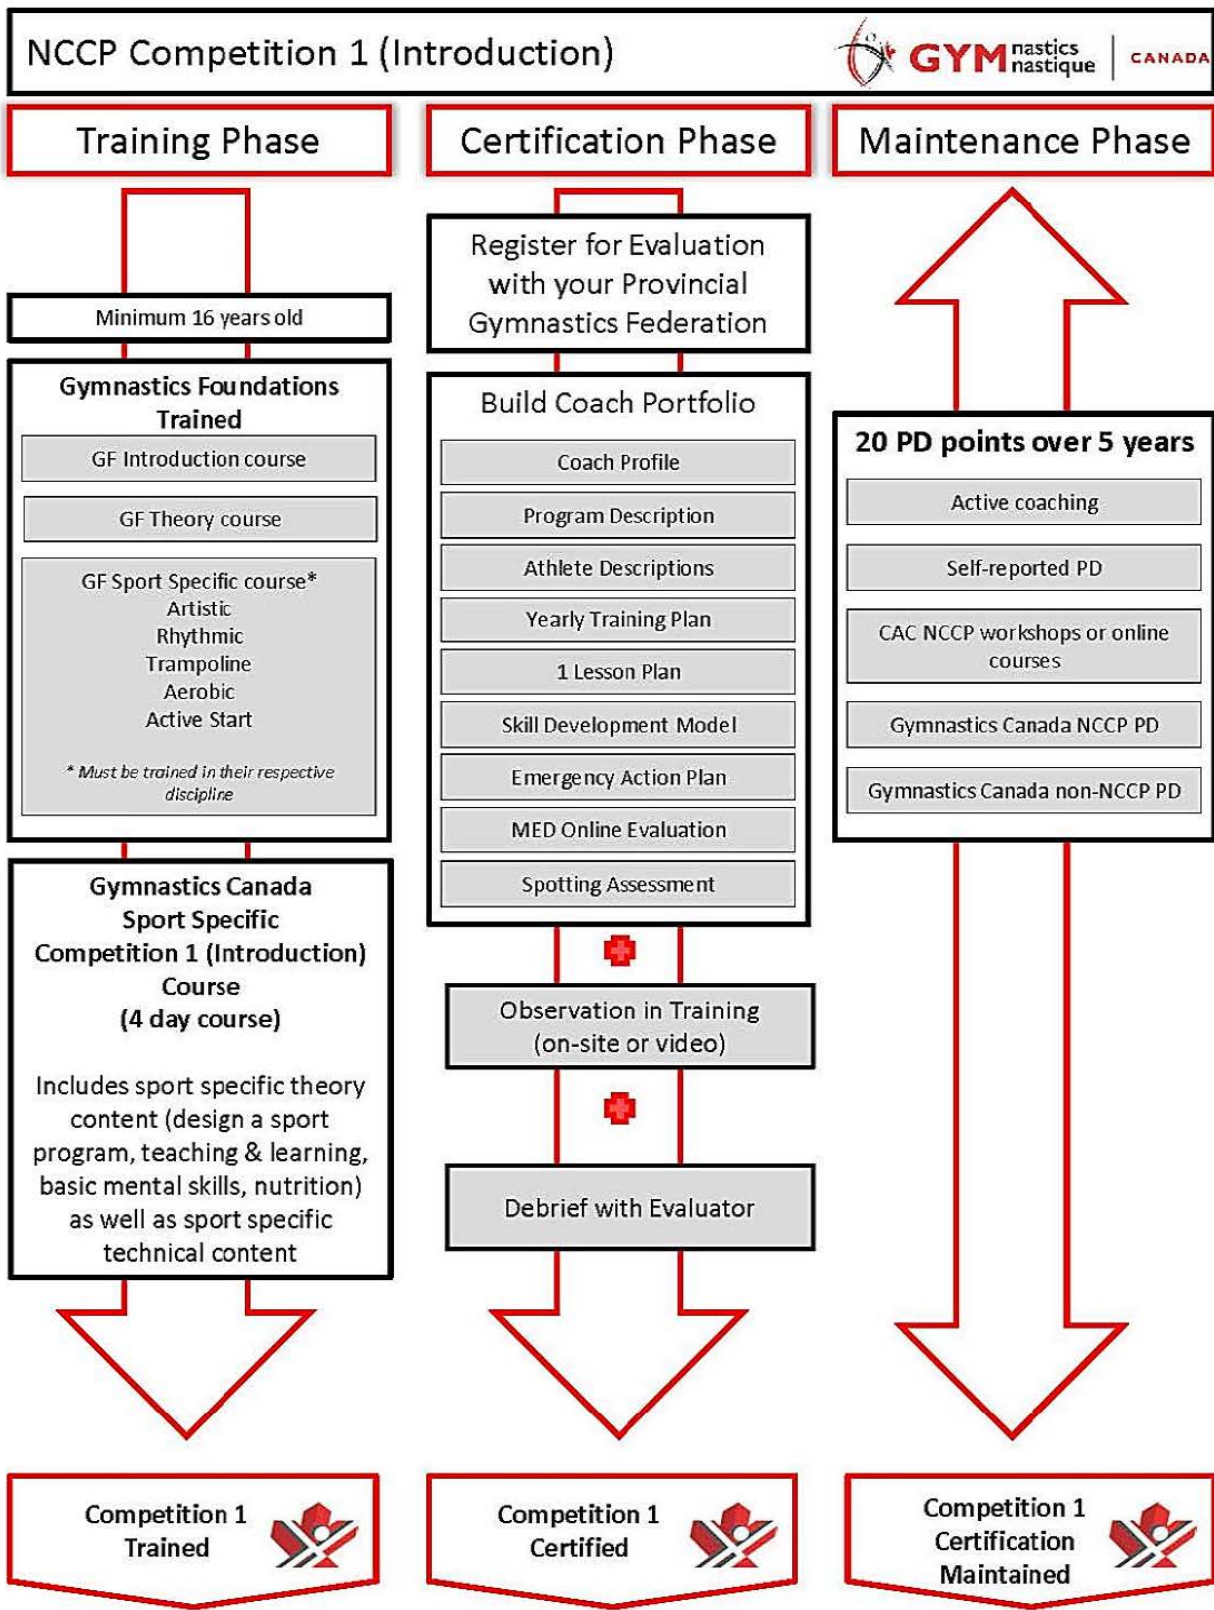 NCCP Competition 1 (Introduction)
GYM nastics
nastique
CANADA
Training Phase
Minimum 16 years old
Gymnastics Foundations
Trained
GF Introduction course
GF Theory course
GF Sport Specific course*
Artistic
Rhythmic
Trampoline
Aerobic
Active Start
* Must be trained in their respective
discipline
Gymnastics Canada
Sport Specific
Competition 1 (Introduction)
Course
(4 day course)
Includes sport specific theory
content (design a sport
program, teaching & learning,
basic mental skills, nutrition)
as well as sport specific
technical content
Competition 1
Trained
Certification Phase
Register for Evaluation
with your Provincial
Gymnastics Federation
Build Coach Portfolio
Coach Profile
Program Description
Athlete Descriptions
Yearly Training Plan
1 Lesson Plan
Skill Development Model
Emergency Action Plan
MED Online Evaluation
Spotting Assessment
Observation in Training
(on-site or video)
Debrief with Evaluator
Competition 1
Certified
Maintenance Phase
20 PD points over 5 years
Active coaching
Self-reported PD
CAC NCCP workshops or online
courses
Gymnastics Canada NCCP PD
Gymnastics Canada non-NCCP PD
Competition 1
Certification
Maintained